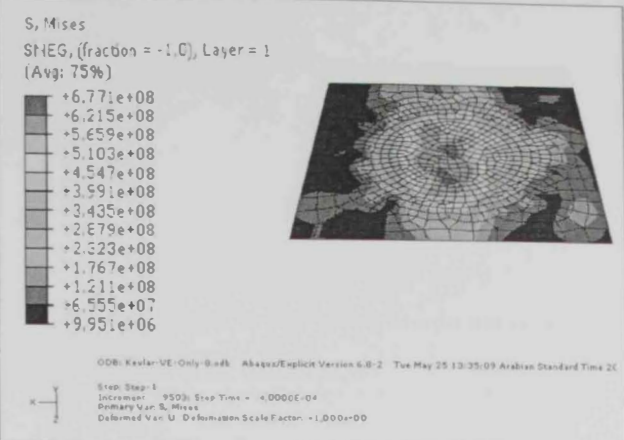 S, Mises
SNEG, (fraction = -1.0), Layer = 1
(Avg: 75%)
+6.771e+08
+6.215e+08
+5.659e+08
+5.103e+08
+4.547e+08
+3.991e+08
+3.435e+08
+2.879e+08
+2.323e+08
+1.767e+08
+1.211e+08
+6.555e+07
+9.951e+06
ODB: Kevlar-VE-Only-8.odb Abaqus/Explicit Version 6.8-2 Tue May 25 13:35:09 Arabian Standard Time 20
Step: Step-1
Increment 9503: Step Time = 4.0000E-04
Primary Var: S, Mises
Deformed Var: U Deformation Scale Factor: +1.000e+00
X
Y
Z